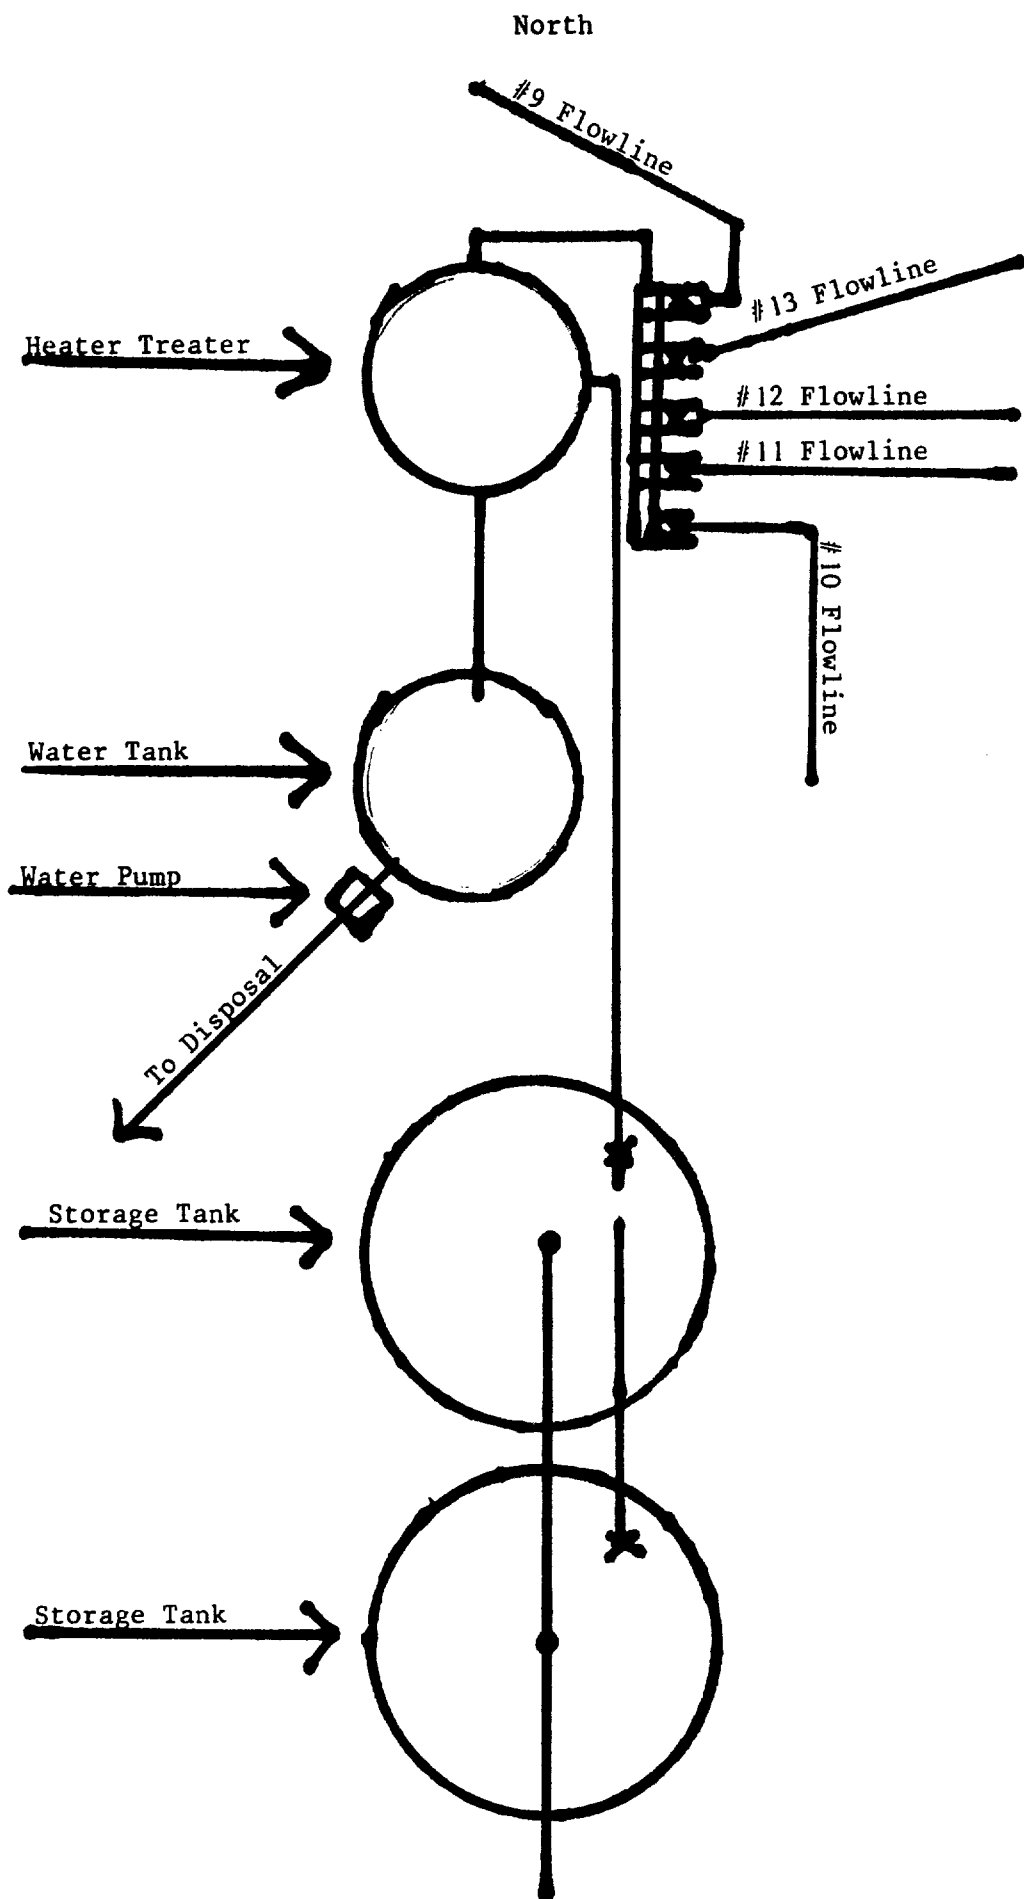 North
#9 Flowline
#13 Flowline
Heater Treater
#12 Flowline
#11 Flowline
#10 Flowline
Water Tank
Water Pump
To Disposal
Storage Tank
Storage Tank